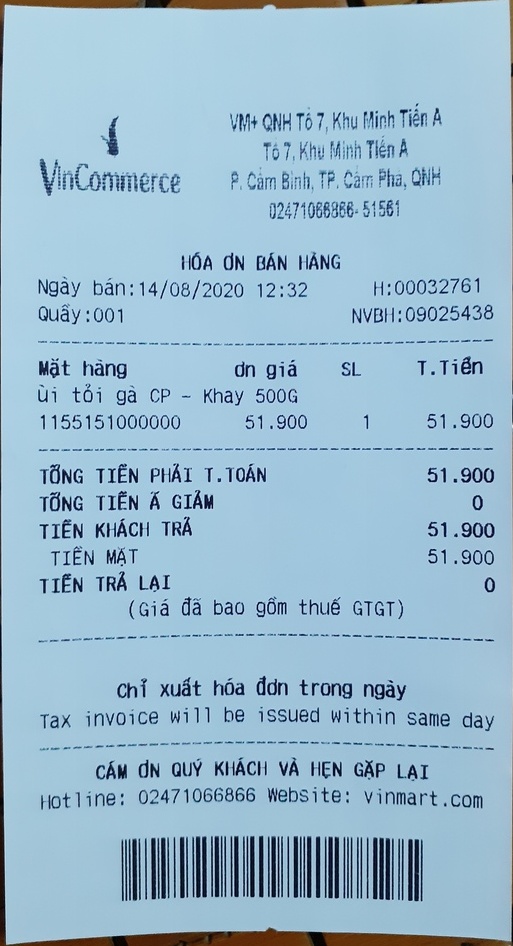 VinCommerce
VM+ QNH Tổ 7, Khu Minh Tiến A
Tổ 7, Khu Minh Tiến A
P. Cẩm Bình, TP. Cẩm Phả, QNH
02471066866-51561
HÓA ƠN BÁN HÀNG
Ngày bán:14/08/2020 12:32 H:00032761
Quầy:001 NVBH:09025438
Mặt hàng ơn giá SL T.Tiền
ùi tỏi gà CP - Khay 500G
1155151000000 51.900 1 51.900
TỔNG TIỀN PHẢI T.TOÁN 51.900
TỔNG TIỀN Ã GIẢM 0
TIỀN KHÁCH TRẢ 51.900
TIỀN MẶT 51.900
TIỀN TRẢ LẠI 0
(Giá đã bao gồm thuế GTGT)
Chỉ xuất hóa đơn trong ngày
Tax invoice will be issued within same day
CẢM ƠN QUÝ KHÁCH VÀ HẸN GẶP LẠI
Hotline: 02471066866 Website: vinmart.com